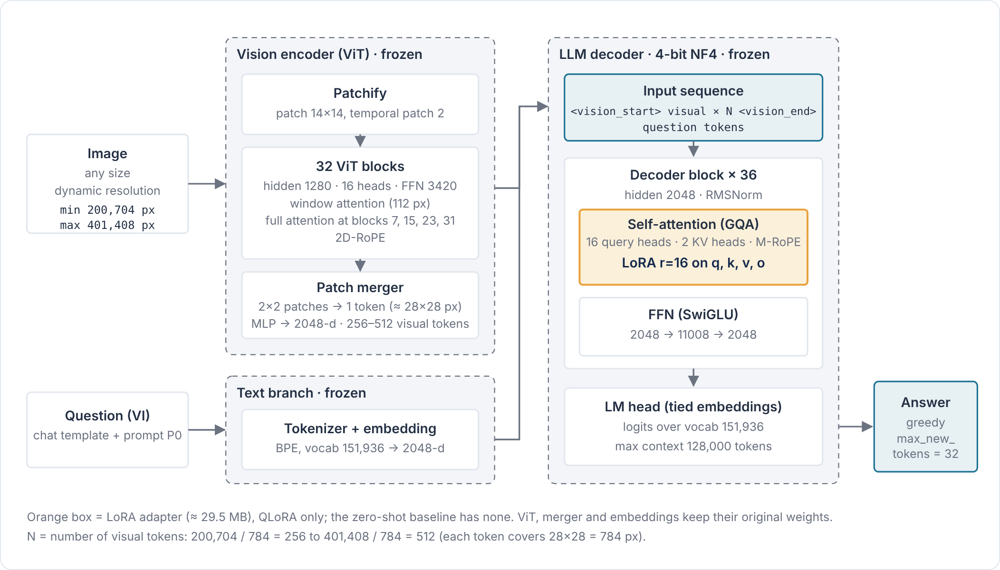 Vision encoder (ViT) · frozen
Patchify
patch 14×14, temporal patch 2
32 ViT blocks
hidden 1280 · 16 heads · FFN 3420
window attention (112 px)
full attention at blocks 7, 15, 23, 31
2D-RoPE
Patch merger
2×2 patches → 1 token (≈ 28×28 px)
MLP → 2048-d · 256–512 visual tokens
Image
any size
dynamic resolution
min 200,704 px
max 401,408 px
Question (VI)
chat template + prompt P0
Text branch · frozen
Tokenizer + embedding
BPE, vocab 151,936 → 2048-d
LLM decoder · 4-bit NF4 · frozen
Input sequence
<vision_start> visual × N <vision_end>
question tokens
Decoder block × 36
hidden 2048 · RMSNorm
Self-attention (GQA)
16 query heads · 2 KV heads · M-RoPE
LoRA r=16 on q, k, v, o
FFN (SwiGLU)
2048 → 11008 → 2048
LM head (tied embeddings)
logits over vocab 151,936
max context 128,000 tokens
Answer
greedy
max_new_
tokens = 32
Orange box = LoRA adapter (≈ 29.5 MB), QLoRA only; the zero-shot baseline has none. ViT, merger and embeddings keep their original weights.
N = number of visual tokens: 200,704 / 784 = 256 to 401,408 / 784 = 512 (each token covers 28×28 = 784 px).